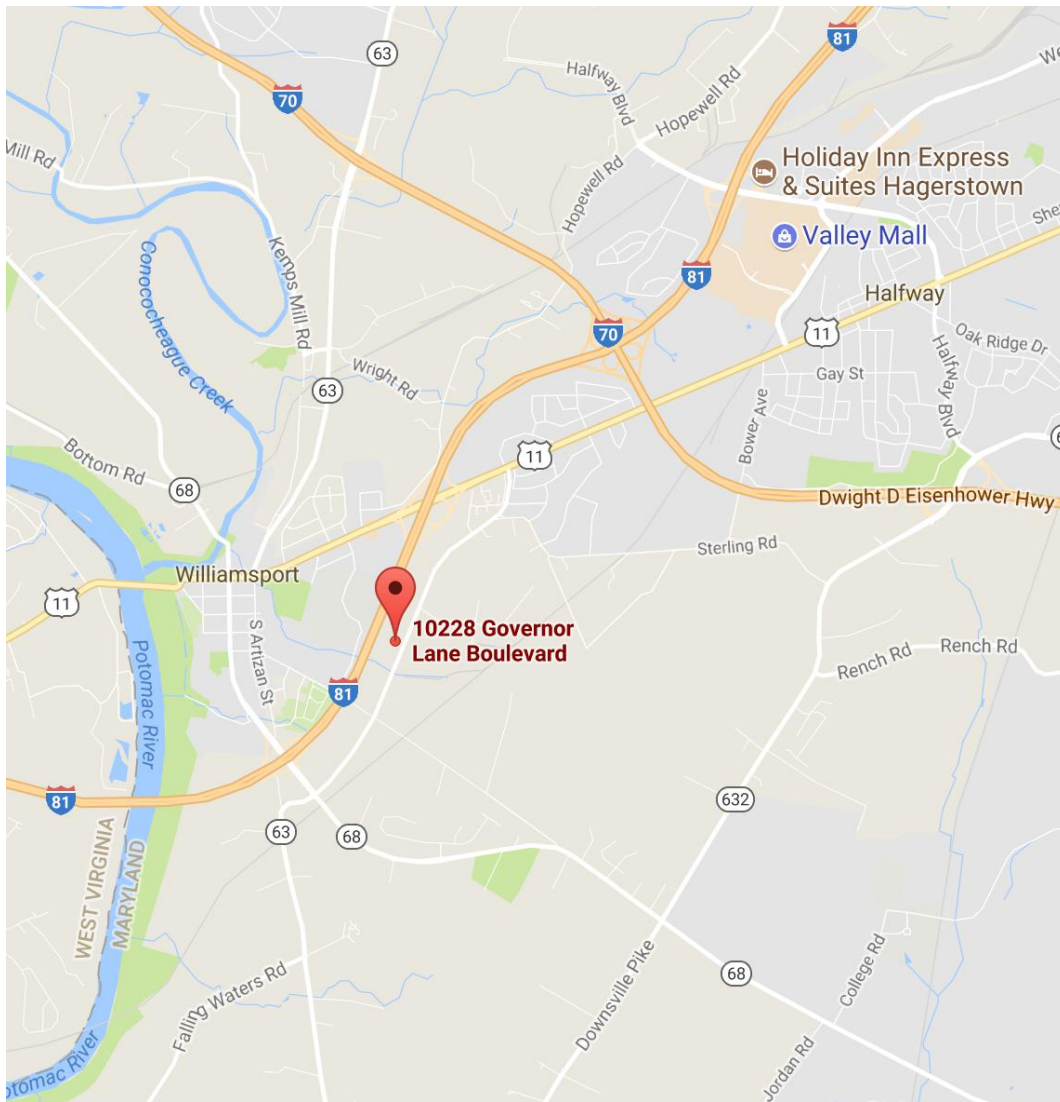 63
81
Halfway Blvd
Hopewell Rd
70
Mill Rd
Holiday Inn Express
& Suites Hagerstown
Hopewell Rd
Valley Mall
Conococheague Creek
Kemps Mill Rd
81
Halfway
70
11
Oak Ridge Dr
Wright Rd
63
Gay St
Halfway Blvd
Bower Ave
11
Bottom Rd
68
Dwight D Eisenhower Hwy
Sterling Rd
Williamsport
11
10228 Governor
Lane Boulevard
S Artizan St
Potomac River
Rench Rd
Rench Rd
81
81
632
63
68
WEST VIRGINIA
MARYLAND
68
College Rd
Falling Waters Rd
Downsville Pike
Jordan Rd
otomac River